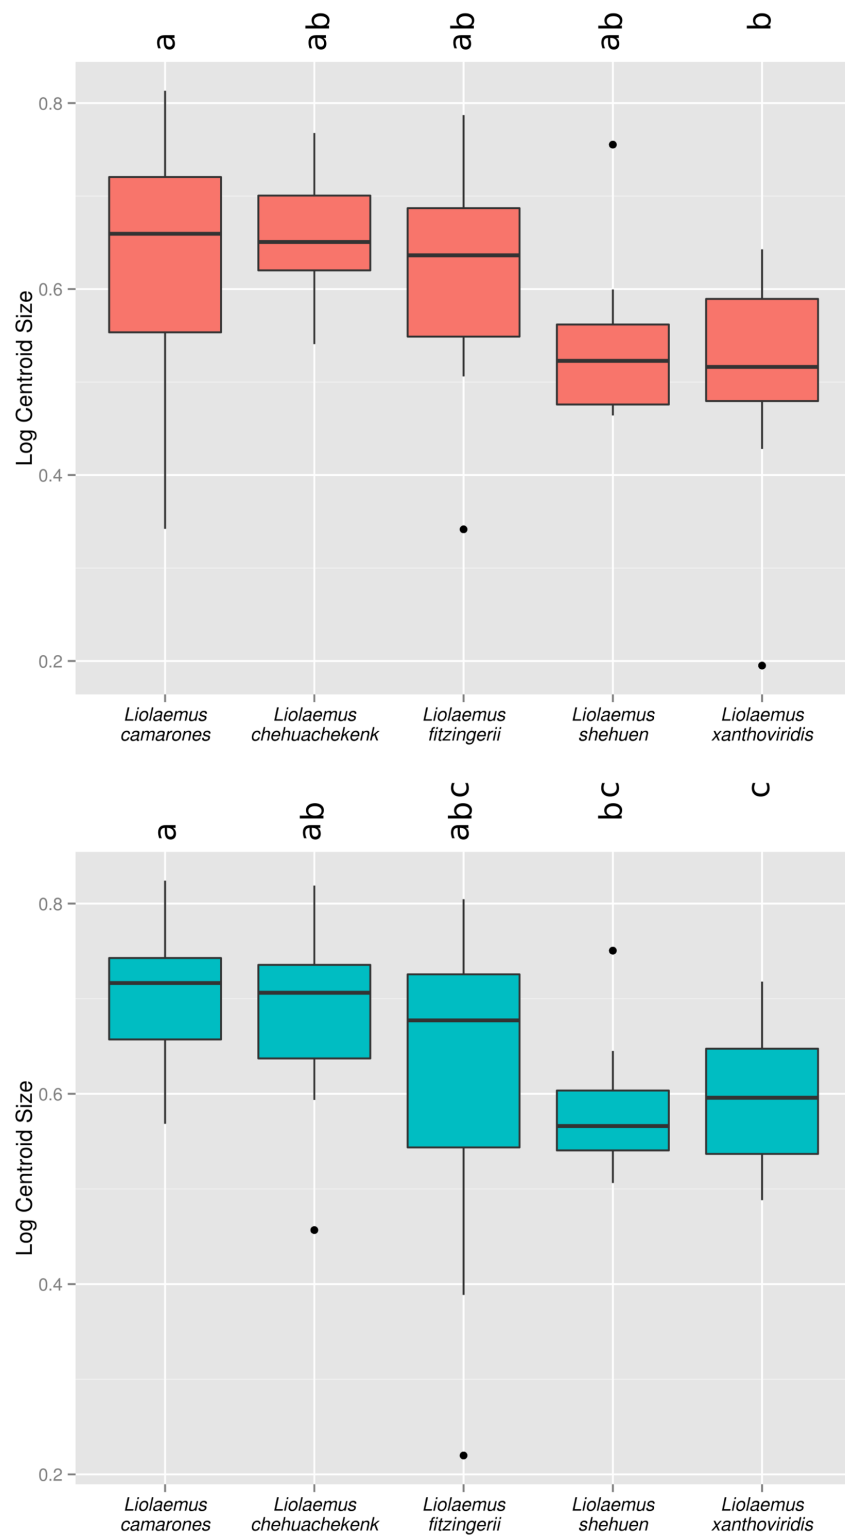 a ab ab ab b
0.8
0.6
0.4
0.2
Log Centroid Size
Liolaemus Liolaemus Liolaemus Liolaemus Liolaemus
camarones chehuachekenk fitzingerii shehuen xanthoviridis
a ab abc bc c
0.8
0.6
0.4
0.2
Log Centroid Size
Liolaemus Liolaemus Liolaemus Liolaemus Liolaemus
camarones chehuachekenk fitzingerii shehuen xanthoviridis